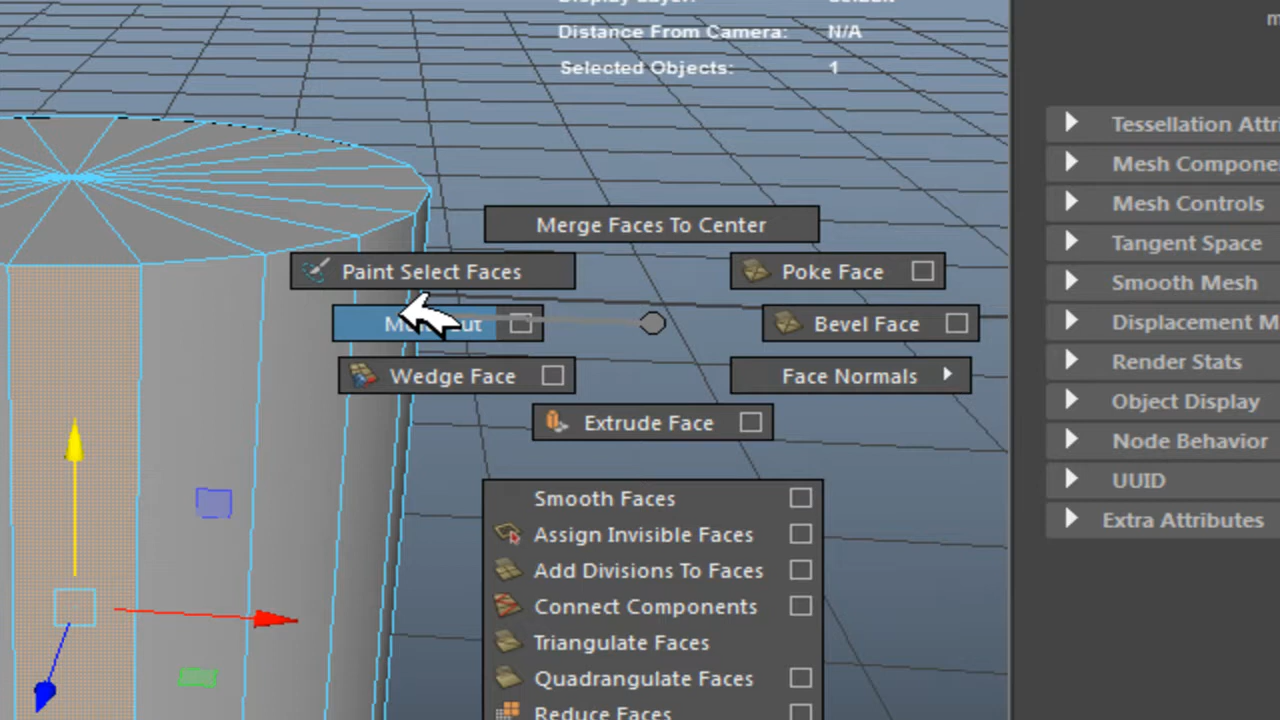 Distance From Camera: N/A
Selected Objects: 1
Merge Faces To Center
Paint Select Faces
Poke Face
Bevel Face
Wedge Face
Face Normals
Extrude Face
Smooth Faces
Assign Invisible Faces
Add Divisions To Faces
Connect Components
Triangulate Faces
Quadrangulate Faces
Reduce Faces
Tessellation Attri
Mesh Compone
Mesh Controls
Tangent Space
Smooth Mesh
Displacement M
Render Stats
Object Display
Node Behavior
UUID
Extra Attributes